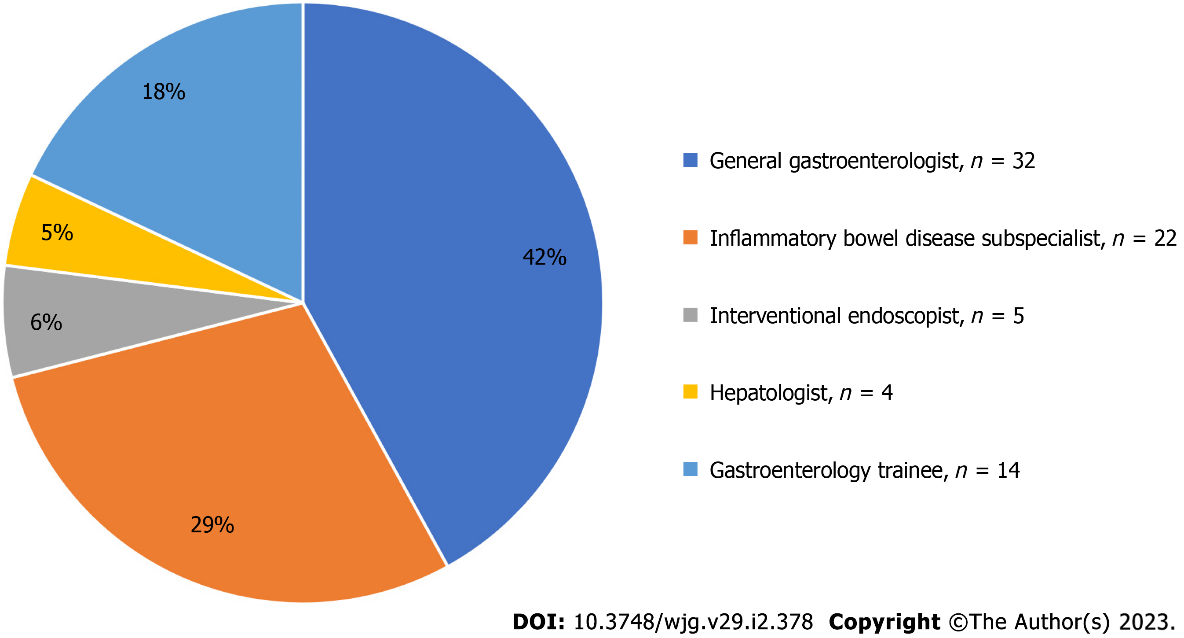 18%
5%
6%
42%
29%
General gastroenterologist, n = 32
Inflammatory bowel disease subspecialist, n = 22
Interventional endoscopist, n = 5
Hepatologist, n = 4
Gastroenterology trainee, n = 14
DOI: 10.3748/wjg.v29.i2.378 Copyright ©The Author(s) 2023.